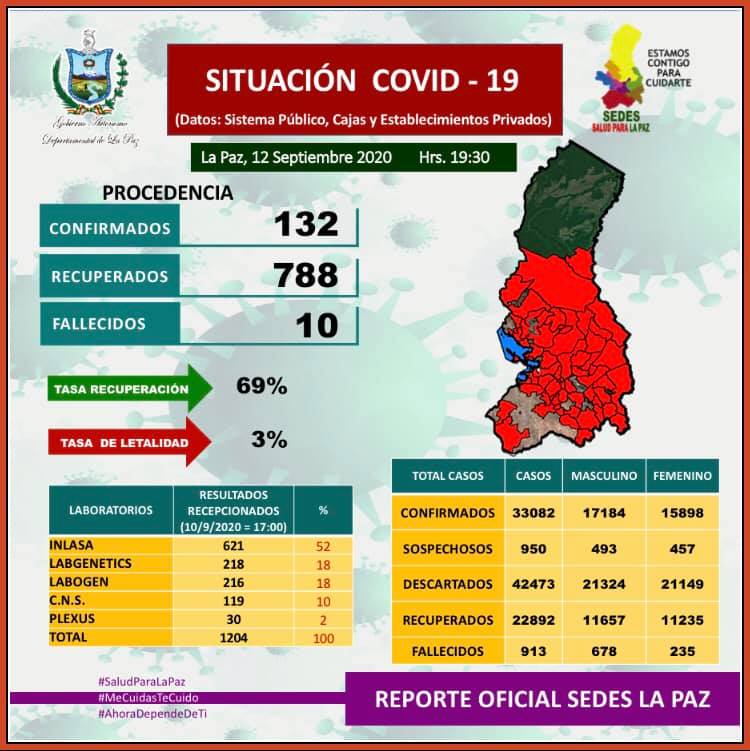 Gobierno Autónomo
Departamental de La Paz
SITUACIÓN COVID - 19
(Datos: Sistema Público, Cajas y Establecimientos Privados)
ESTAMOS
CONTIGO
PARA
CUIDARTE
SEDES
SALUD PARA LA PAZ
La Paz, 12 Septiembre 2020 Hrs. 19:30
PROCEDENCIA
CONFIRMADOS 132
RECUPERADOS 788
FALLECIDOS 10
TASA RECUPERACIÓN 69%
TASA DE LETALIDAD 3%
LABORATORIOS RESULTADOS RECEPCIONADOS (10/9/2020 = 17:00) %
INLASA 621 52
LABGENETICS 218 18
LABOGEN 216 18
C.N.S. 119 10
PLEXUS 30 2
TOTAL 1204 100
TOTAL CASOS CASOS MASCULINO FEMENINO
CONFIRMADOS 33082 17184 15898
SOSPECHOSOS 950 493 457
DESCARTADOS 42473 21324 21149
RECUPERADOS 22892 11657 11235
FALLECIDOS 913 678 235
#SaludParaLaPaz
#MeCuidasTeCuido
#AhoraDependeDeTi
REPORTE OFICIAL SEDES LA PAZ